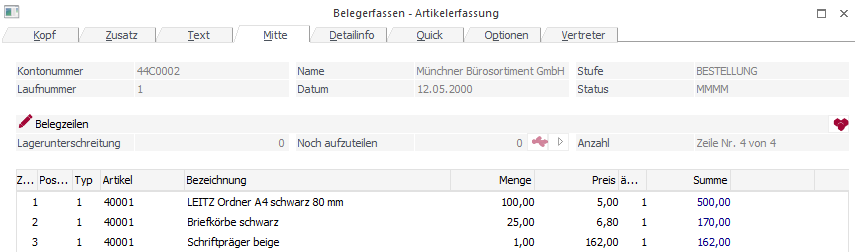 Belegerfassen - Artikelerfassung
Kopf Zusatz Text Mitte Detailinfo Quick Optionen Vertreter
Kontonummer 44C0002 Name Münchner Bürosortiment GmbH Stufe BESTELLUNG
Laufnummer 1 Datum 12.05.2000 Status MMMM
Belegzeilen
Lagerunterschreitung 0 Noch aufzuteilen 0 Anzahl Zeile Nr. 4 von 4
Z... Pos... Typ Artikel Bezeichnung Menge Preis ä... Summe
1 1 40001 LEITZ Ordner A4 schwarz 80 mm 100,00 5,00 1 500,00
2 1 40001 Briefkörbe schwarz 25,00 6,80 1 170,00
3 1 40001 Schriftpräger beige 1,00 162,00 1 162,00